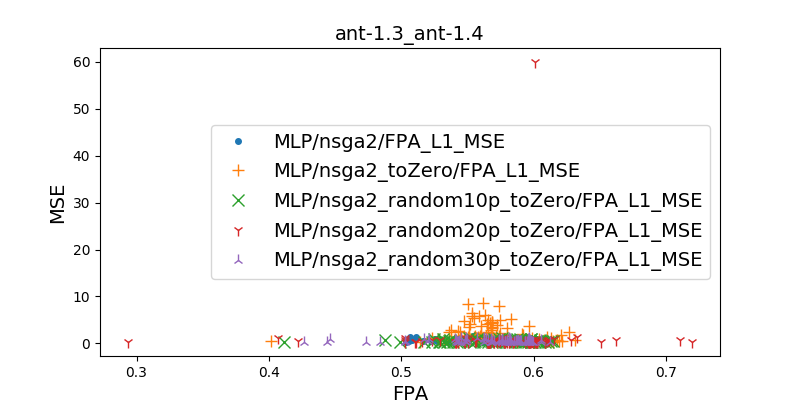 ant-1.3_ant-1.4
60
50
40
30
20
10
0
MSE
MLP/nsga2/FPA_L1_MSE
MLP/nsga2_toZero/FPA_L1_MSE
MLP/nsga2_random10p_toZero/FPA_L1_MSE
MLP/nsga2_random20p_toZero/FPA_L1_MSE
MLP/nsga2_random30p_toZero/FPA_L1_MSE
0.3 0.4 0.5 0.6 0.7
FPA